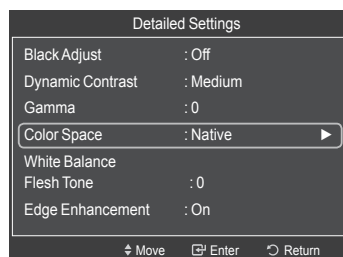 Detailed Settings
Black Adjust : Off
Dynamic Contrast : Medium
Gamma : 0
Color Space : Native ►
White Balance
Flesh Tone : 0
Edge Enhancement : On
Move Enter Return